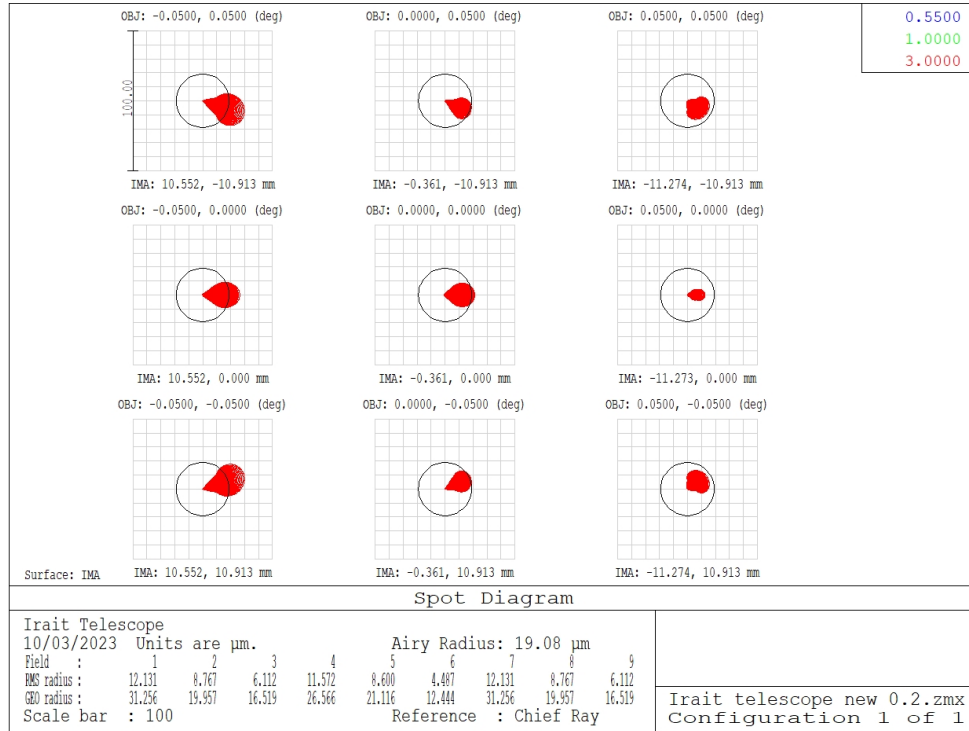 OBJ: -0.0500, 0.0500 (deg)
OBJ: 0.0000, 0.0500 (deg)
OBJ: 0.0500, 0.0500 (deg)
0.5500
1.0000
3.0000
100.00
IMA: 10.552, -10.913 mm
IMA: -0.361, -10.913 mm
IMA: -11.274, -10.913 mm
OBJ: -0.0500, 0.0000 (deg)
OBJ: 0.0000, 0.0000 (deg)
OBJ: 0.0500, 0.0000 (deg)
IMA: 10.552, 0.000 mm
IMA: -0.361, 0.000 mm
IMA: -11.273, 0.000 mm
OBJ: -0.0500, -0.0500 (deg)
OBJ: 0.0000, -0.0500 (deg)
OBJ: 0.0500, -0.0500 (deg)
Surface: IMA
IMA: 10.552, 10.913 mm
IMA: -0.361, 10.913 mm
IMA: -11.274, 10.913 mm
Spot Diagram
Irait Telescope
10/03/2023 Units are µm. Airy Radius: 19.08 µm
Field : 1 2 3 4 5 6 7 8 9
RMS radius : 12.131 8.767 6.112 11.572 8.600 4.487 12.131 8.767 6.112
GEO radius : 31.256 19.957 16.519 26.566 21.116 12.444 31.256 19.957 16.519
Scale bar : 100 Reference : Chief Ray
Irait telescope new 0.2.zmx
Configuration 1 of 1